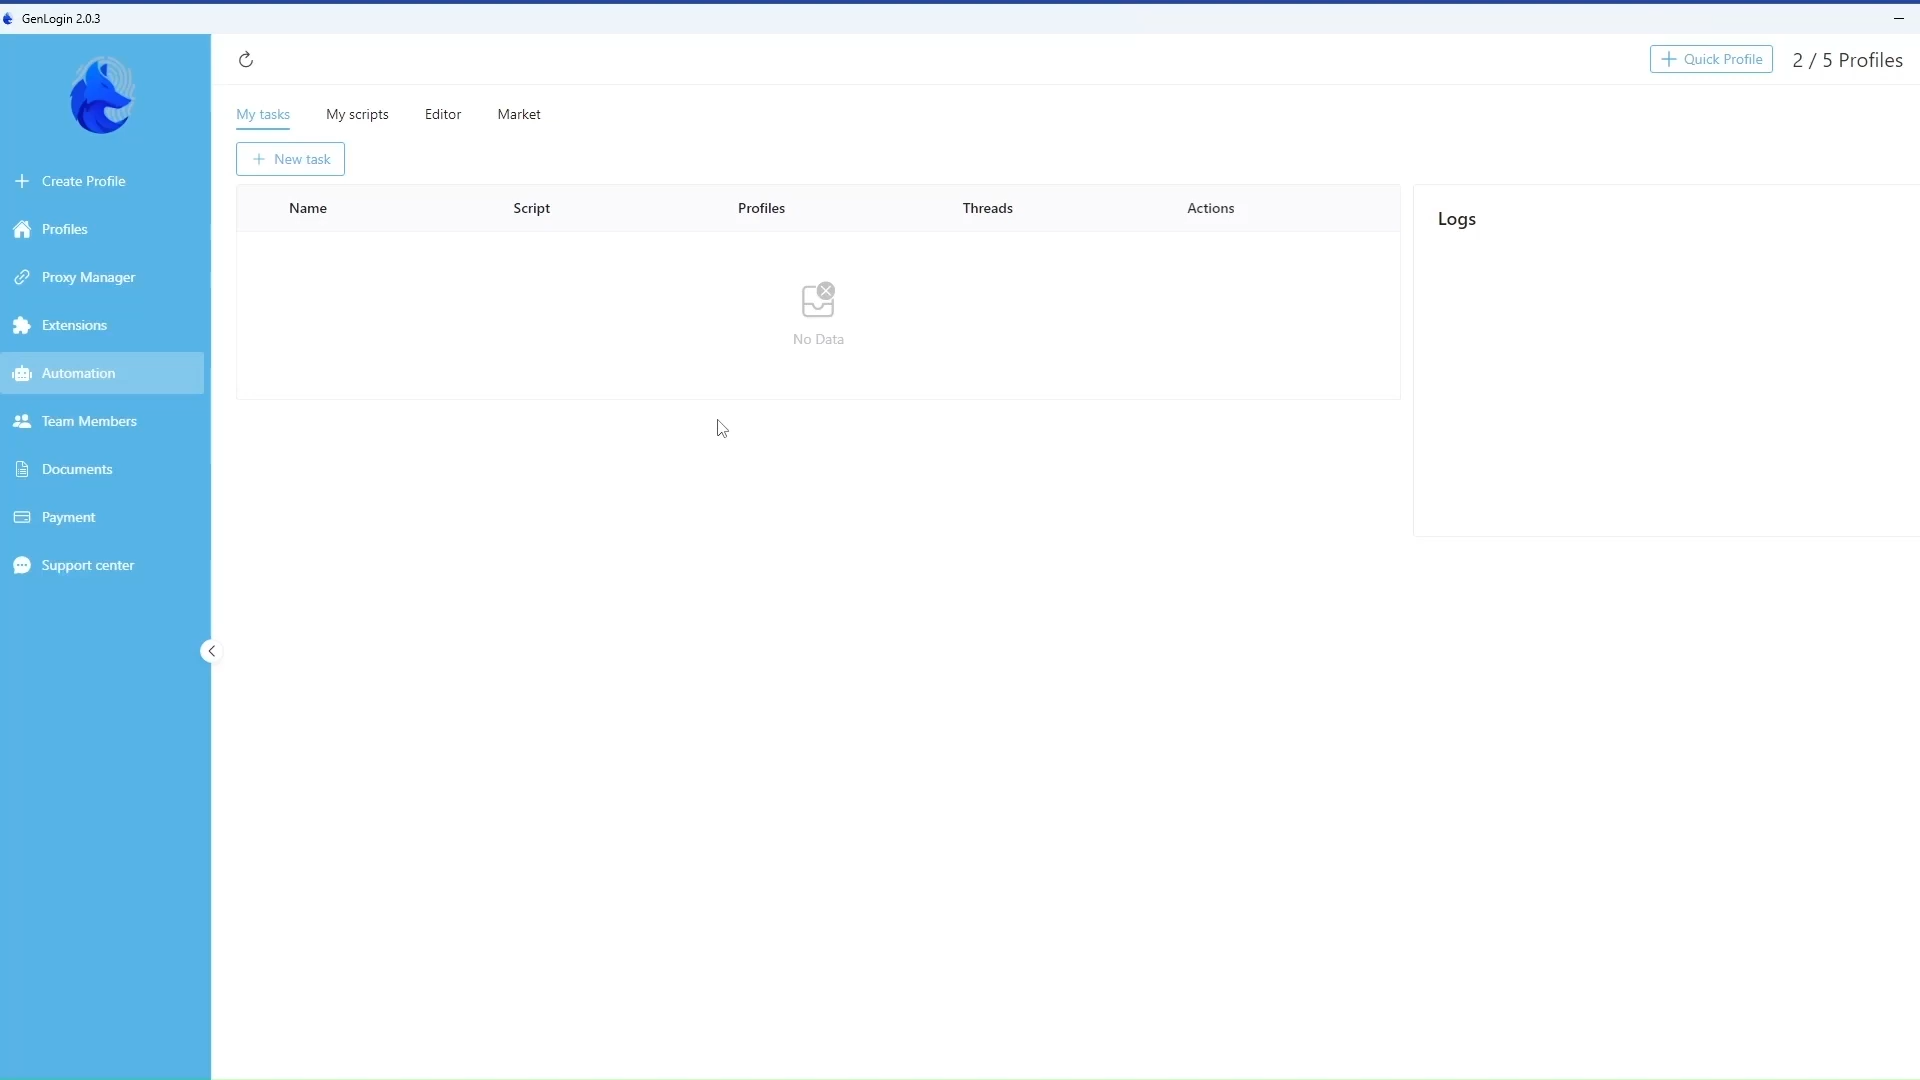 GenLogin 2.0.3
Quick Profile
2 / 5 Profiles
My tasks
My scripts
Editor
Market
New task
Create Profile
Profiles
Proxy Manager
Extensions
Automation
Team Members
Documents
Payment
Support center
Name
Script
Profiles
Threads
Actions
No Data
Logs